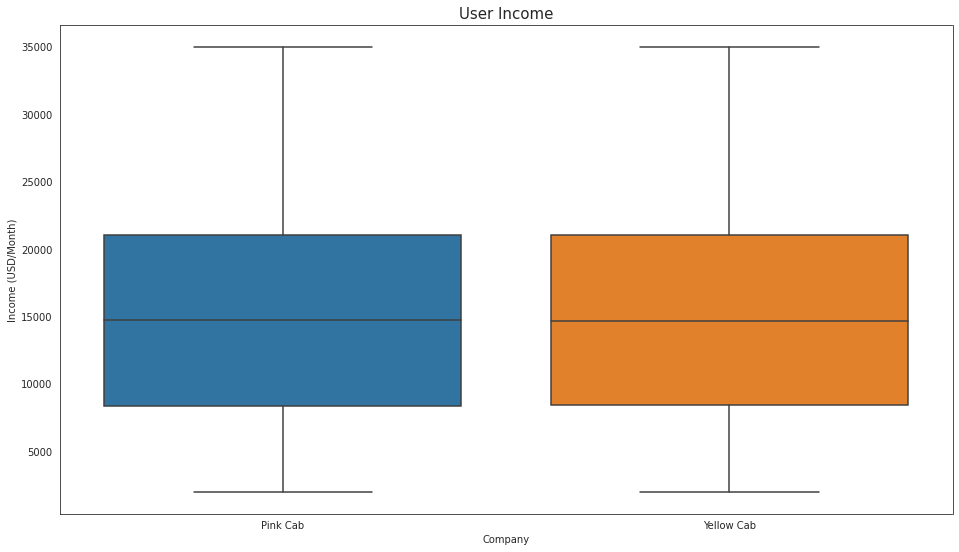 User Income
Income (USD/Month)
35000
30000
25000
20000
15000
10000
5000
Pink Cab
Yellow Cab
Company